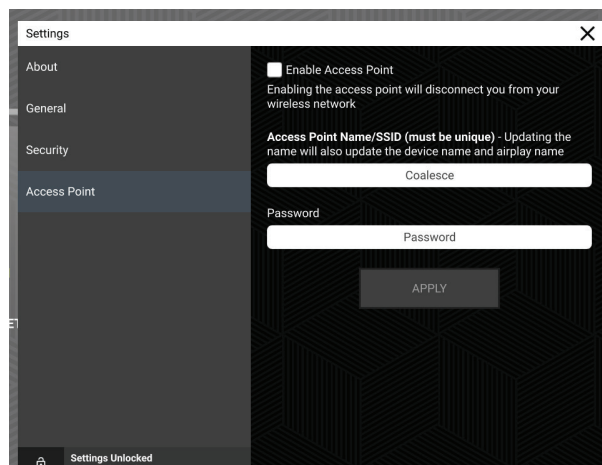 Settings
About
General
Security
Access Point
Enable Access Point
Enabling the access point will disconnect you from your
wireless network
Access Point Name/SSID (must be unique) - Updating the
name will also update the device name and airplay name
Coalesce
Password
Password
APPLY
Settings Unlocked